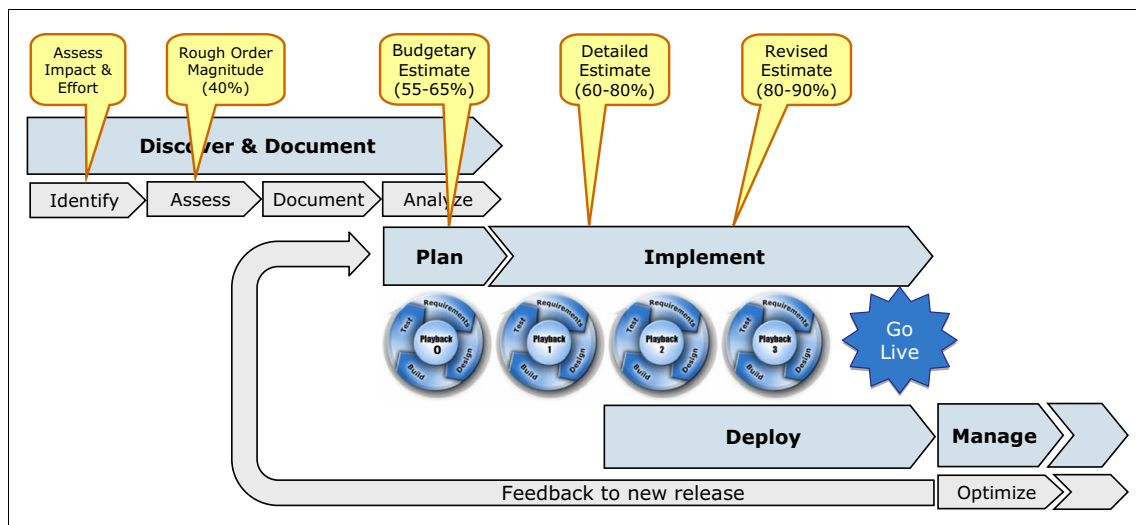 Assess
Impact &
Effort
Rough Order
Magnitude
(40%)
Budgetary
Estimate
(55-65%)
Detailed
Estimate
(60-80%)
Revised
Estimate
(80-90%)
Discover & Document
Identify
Assess
Document
Analyze
Plan
Implement
Requirements
Test
Playback
0
Design
Build
Requirements
Test
Playback
1
Design
Build
Requirements
Test
Playback
2
Design
Build
Requirements
Test
Playback
3
Design
Build
Go
Live
Deploy
Manage
Feedback to new release
Optimize